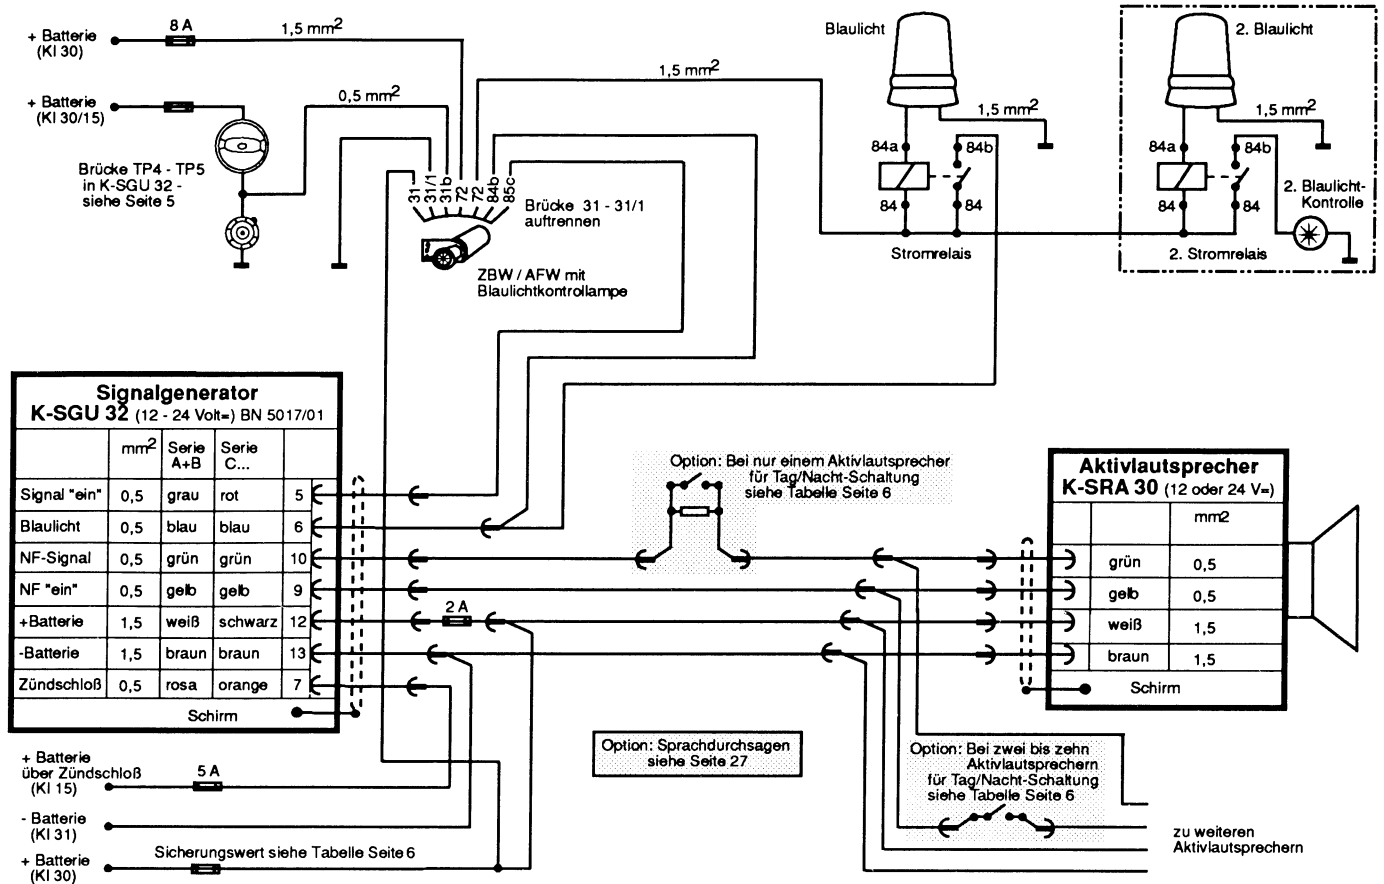 + Batterie
(Kl 30)
8 A
1,5 mm2
+ Batterie
(Kl 30/15)
0,5 mm2
Brücke TP4 - TP5
in K-SGU 32 -
siehe Seite 5
31
31/1
31b
72
72
84b
85c
1,5 mm2
Brücke 31 - 31/1
auftrennen
ZBW / AFW mit
Blaulichtkontrollampe
Blaulicht
1,5 mm2
84a
84b
84
84
Stromrelais
2. Blaulicht
1,5 mm2
84a
84b
84
84
2. Blaulicht-
Kontrolle
2. Stromrelais
Signalgenerator
K-SGU 32 (12 - 24 Volt=) BN 5017/01
mm2 Serie A+B Serie C...
Signal "ein" 0,5 grau rot 5
Blaulicht 0,5 blau blau 6
NF-Signal 0,5 grün grün 10
NF "ein" 0,5 gelb gelb 9
+Batterie 1,5 weiß schwarz 12
-Batterie 1,5 braun braun 13
Zündschloß 0,5 rosa orange 7
Schirm
2 A
Option: Bei nur einem Aktivlautsprecher
für Tag/Nacht-Schaltung
siehe Tabelle Seite 6
Aktivlautsprecher
K-SRA 30 (12 oder 24 V=)
mm2
grün 0,5
gelb 0,5
weiß 1,5
braun 1,5
Schirm
+ Batterie
über Zündschloß
(Kl 15)
5 A
- Batterie
(Kl 31)
+ Batterie
(Kl 30)
Sicherungswert siehe Tabelle Seite 6
Option: Sprachdurchsagen
siehe Seite 27
Option: Bei zwei bis zehn
Aktivlautsprechern
für Tag/Nacht-Schaltung
siehe Tabelle Seite 6
zu weiteren
Aktivlautsprechern